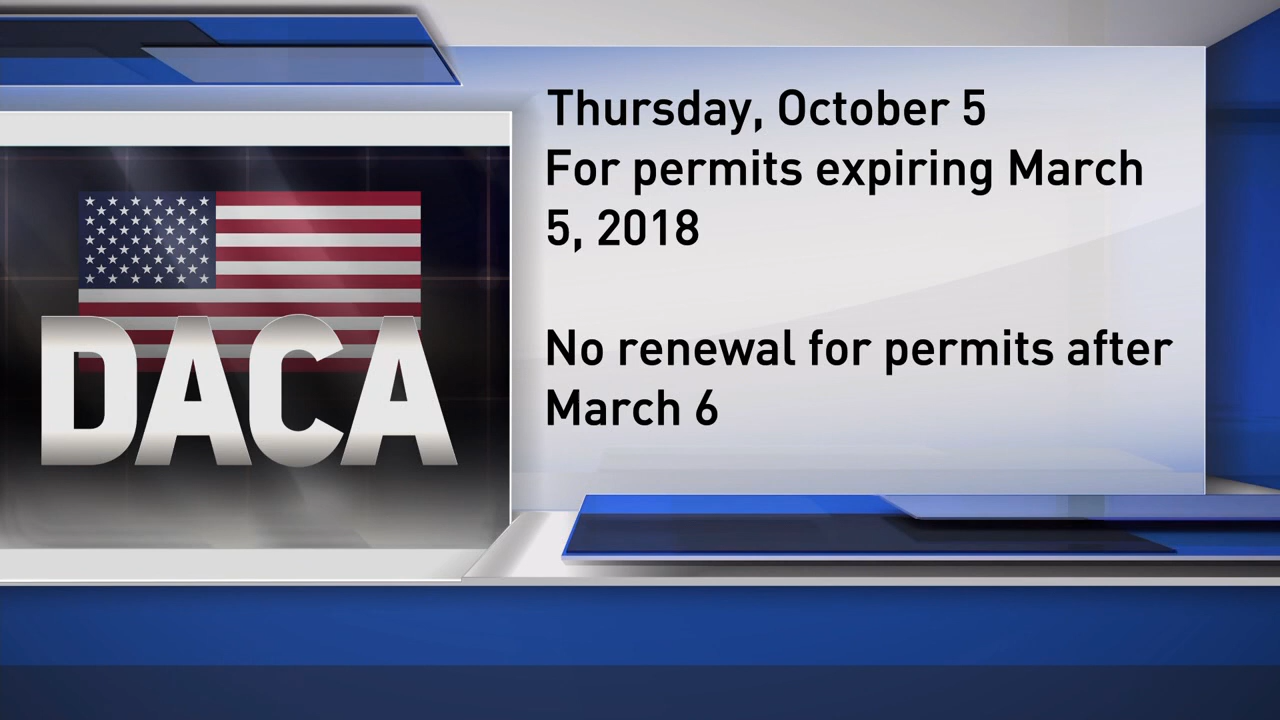 DACA
Thursday, October 5
For permits expiring March
5, 2018
No renewal for permits after
March 6